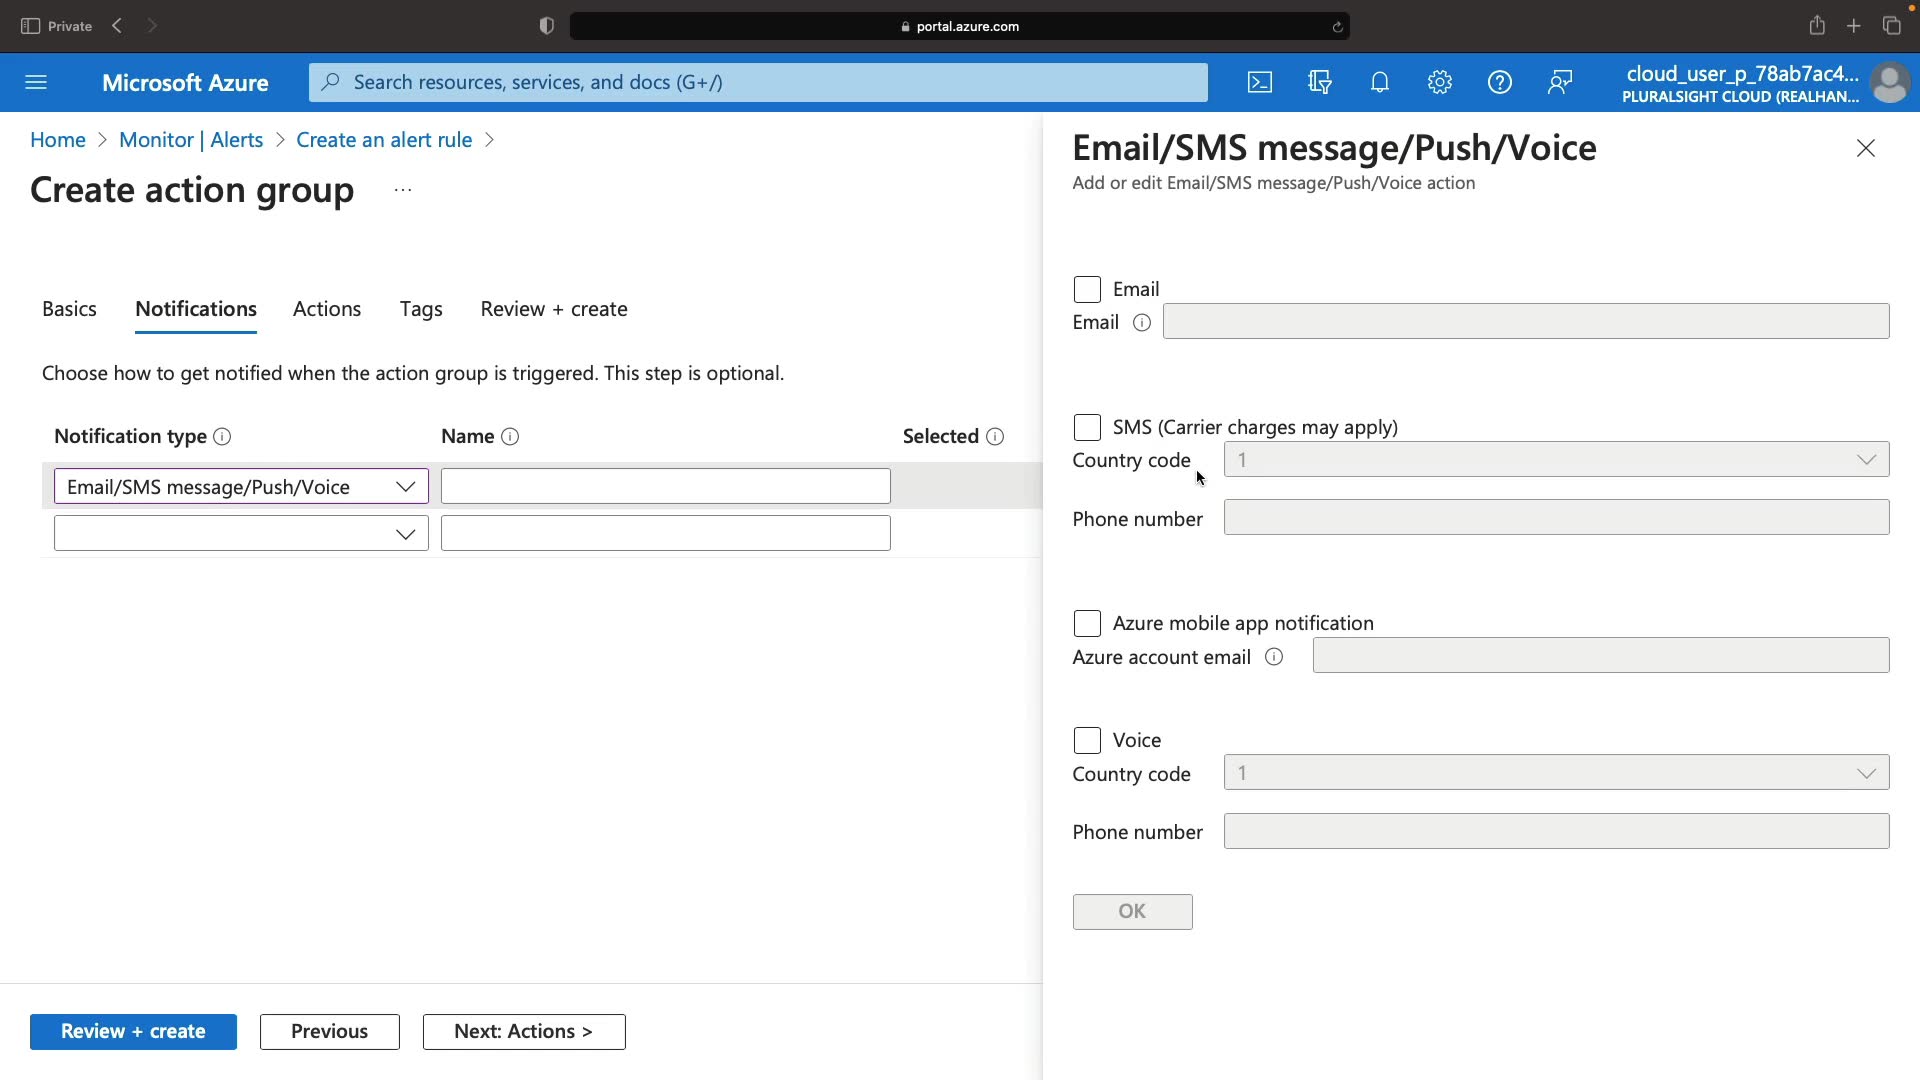 Private
portal.azure.com
Microsoft Azure
Search resources, services, and docs (G+/)
cloud_user_p_78ab7ac4...
PLURALSIGHT CLOUD (REALHAN...
Home > Monitor | Alerts > Create an alert rule >
Create action group ...
Basics Notifications Actions Tags Review + create
Choose how to get notified when the action group is triggered. This step is optional.
Notification type Name Selected
Email/SMS message/Push/Voice
Review + create Previous Next: Actions >
Email/SMS message/Push/Voice
Add or edit Email/SMS message/Push/Voice action
Email
Email
SMS (Carrier charges may apply)
Country code 1
Phone number
Azure mobile app notification
Azure account email
Voice
Country code 1
Phone number
OK